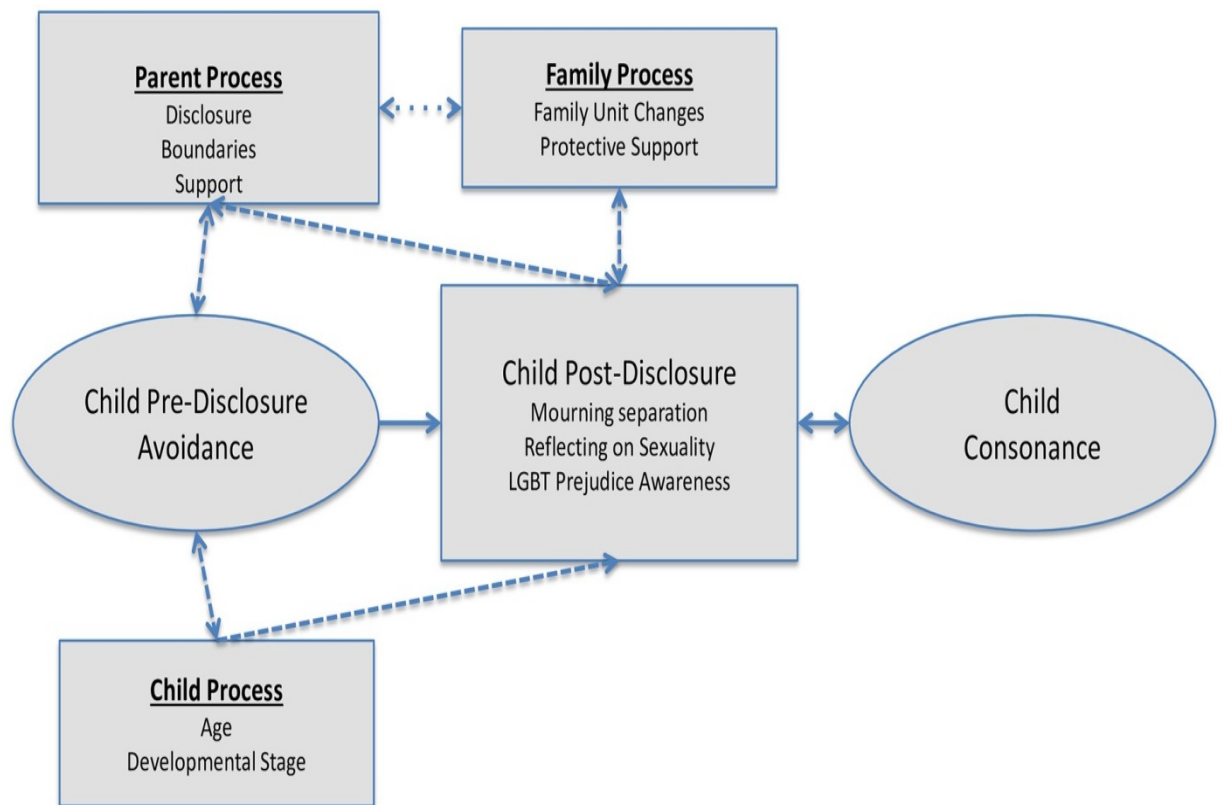 Parent Process
Disclosure
Boundaries
Support
Family Process
Family Unit Changes
Protective Support
Child Pre-Disclosure
Avoidance
Child Post-Disclosure
Mourning separation
Reflecting on Sexuality
LGBT Prejudice Awareness
Child
Consonance
Child Process
Age
Developmental Stage